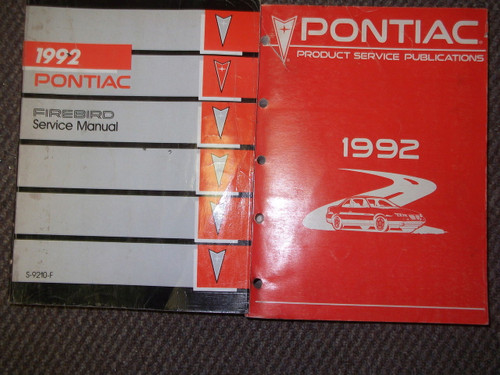 1992
PONTIAC
FIREBIRD
Service Manual
S-9210-F
PONTIAC
PRODUCT SERVICE PUBLICATIONS
1992